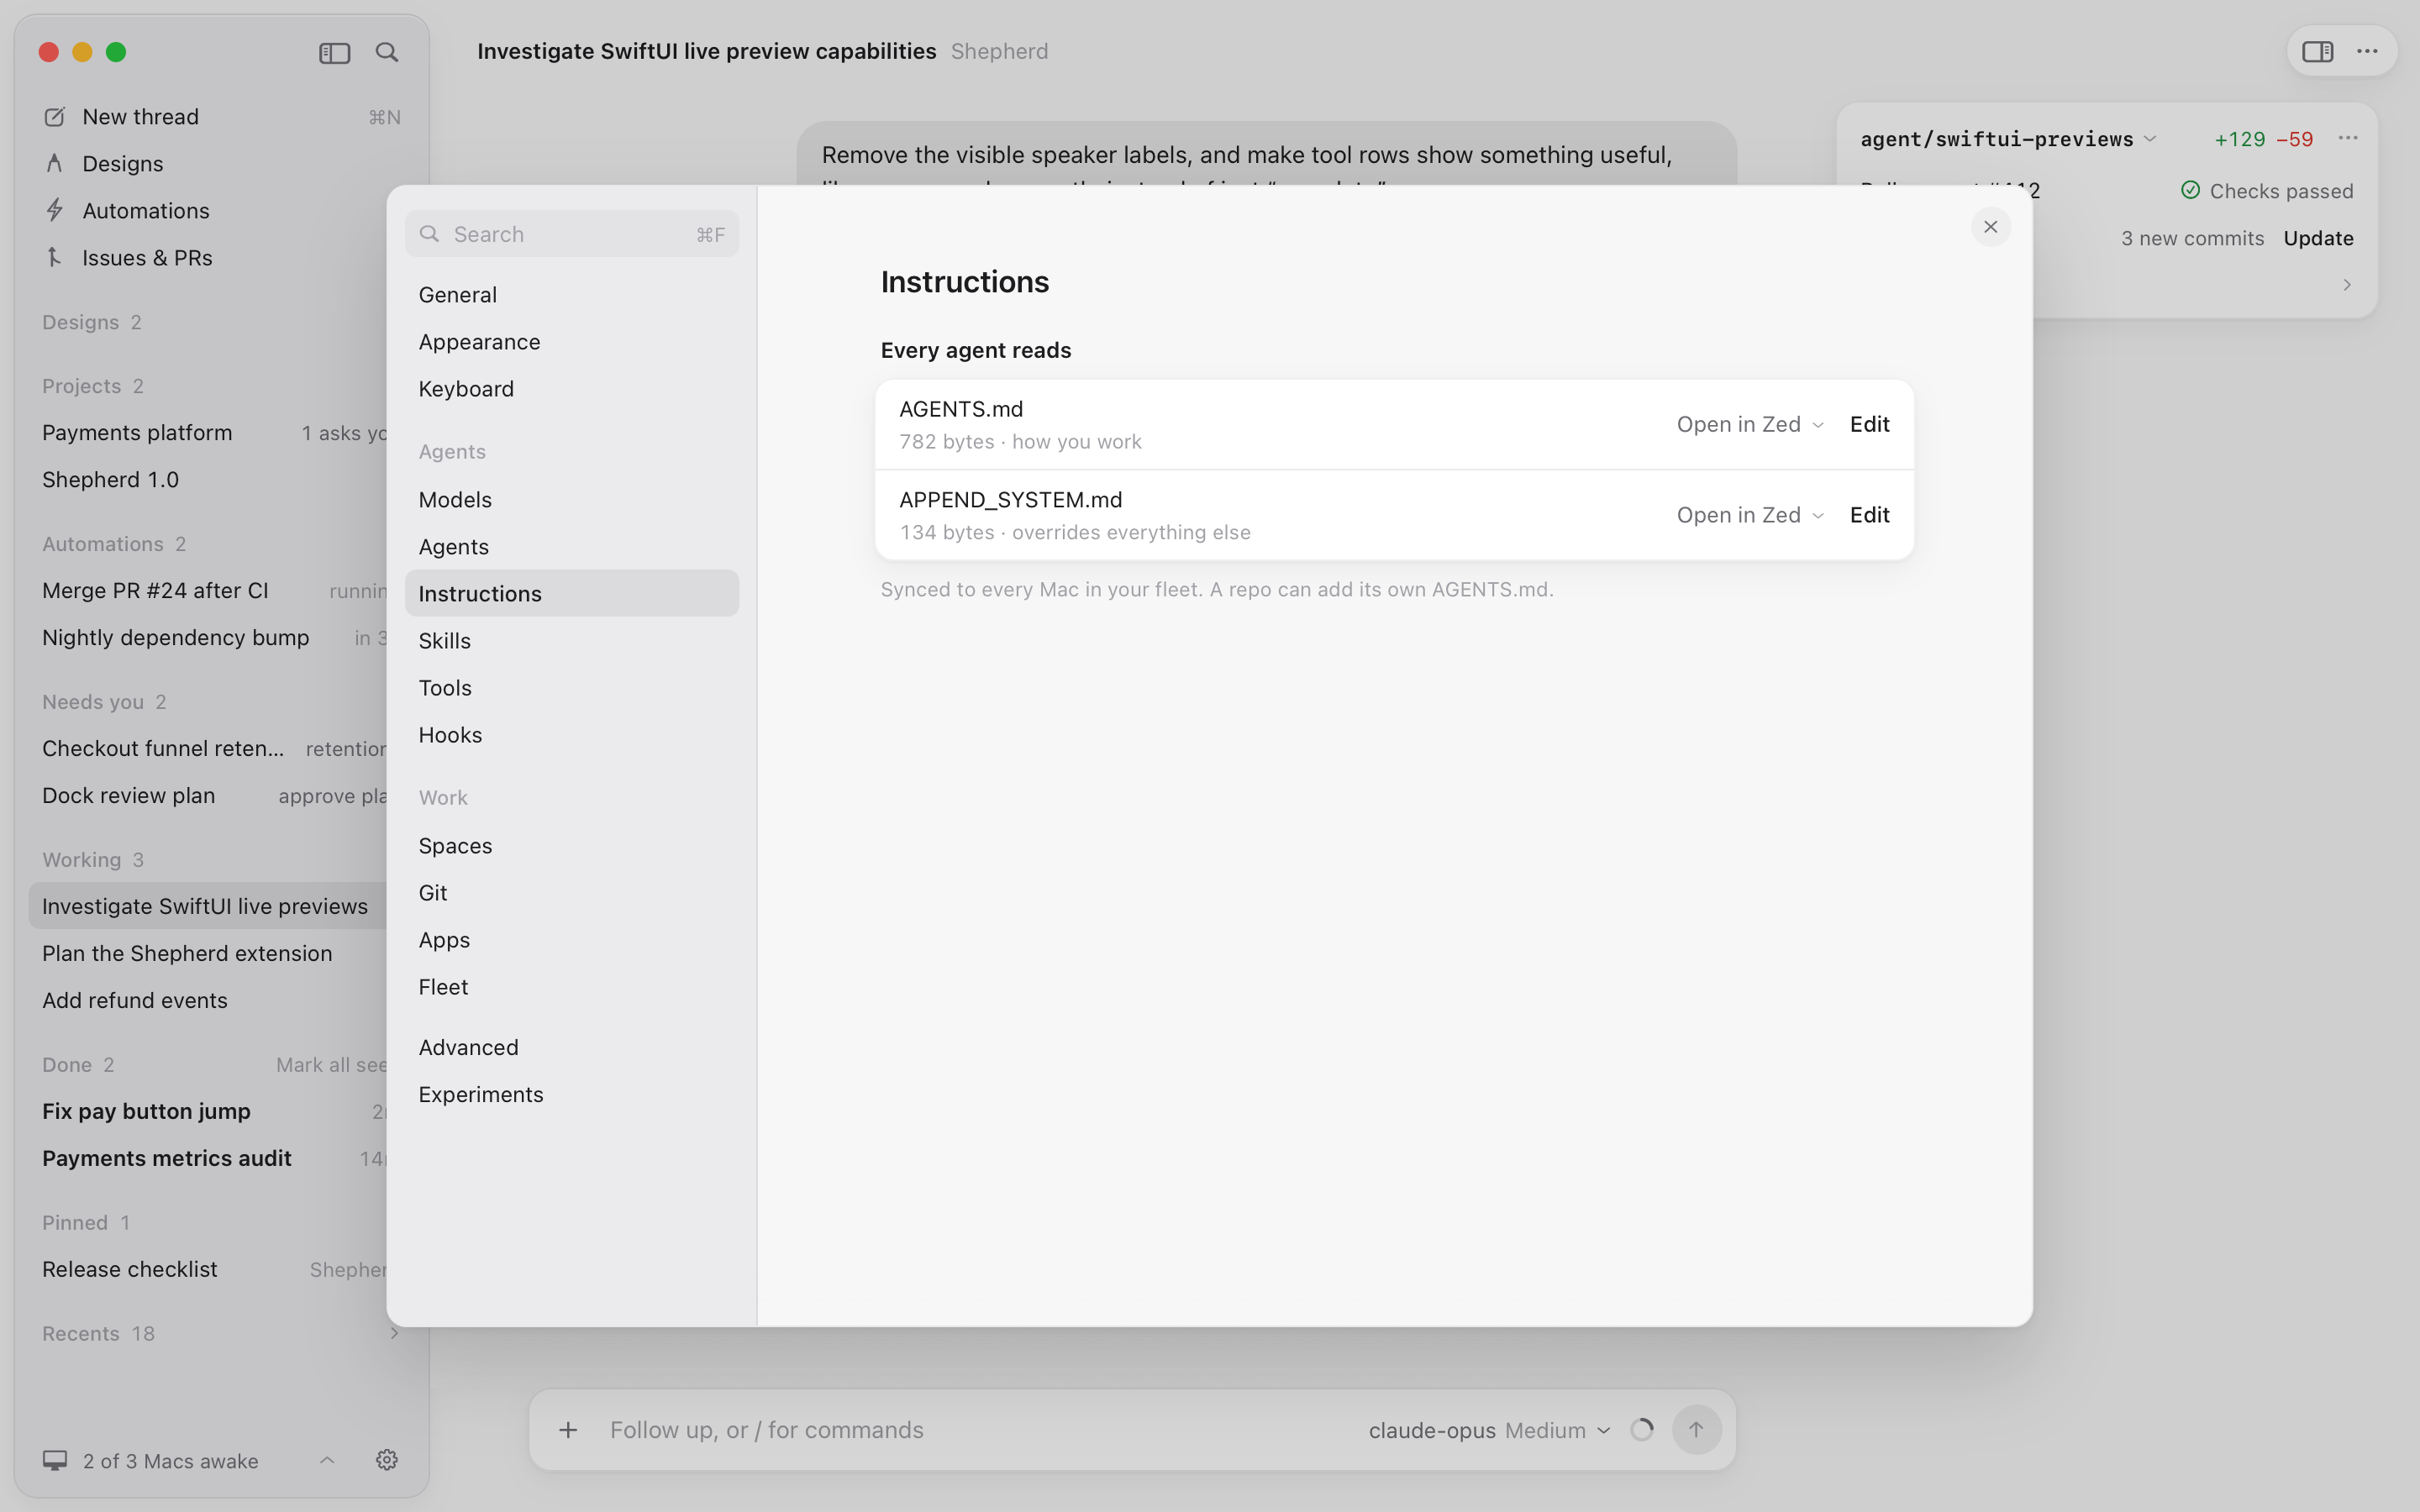 New thread ⌘N
Designs
Automations
Issues & PRs
Designs 2
Projects 2
Payments platform 1 asks
Shepherd 1.0
Automations 2
Merge PR #24 after CI
Nightly dependency bump in
Needs you 2
Checkout funnel reten...
Dock review plan approve
Working 3
Investigate SwiftUI live previews
Plan the Shepherd extension
Add refund events
Done 2 Mark all
Fix pay button jump
Payments metrics audit
Pinned 1
Release checklist
Recents 18
2 of 3 Macs awake
Investigate SwiftUI live preview capabilities Shepherd
Remove the visible speaker labels, and make tool rows show something useful,
agent/swiftui-previews +129 −59
Checks passed
3 new commits Update
Search ⌘F
General
Appearance
Keyboard
Agents
Models
Agents
Instructions
Skills
Tools
Hooks
Work
Spaces
Git
Apps
Fleet
Advanced
Experiments
Instructions
Every agent reads
AGENTS.md
782 bytes · how you work
Open in Zed Edit
APPEND_SYSTEM.md
134 bytes · overrides everything else
Open in Zed Edit
Synced to every Mac in your fleet. A repo can add its own AGENTS.md.
Follow up, or / for commands
claude-opus Medium